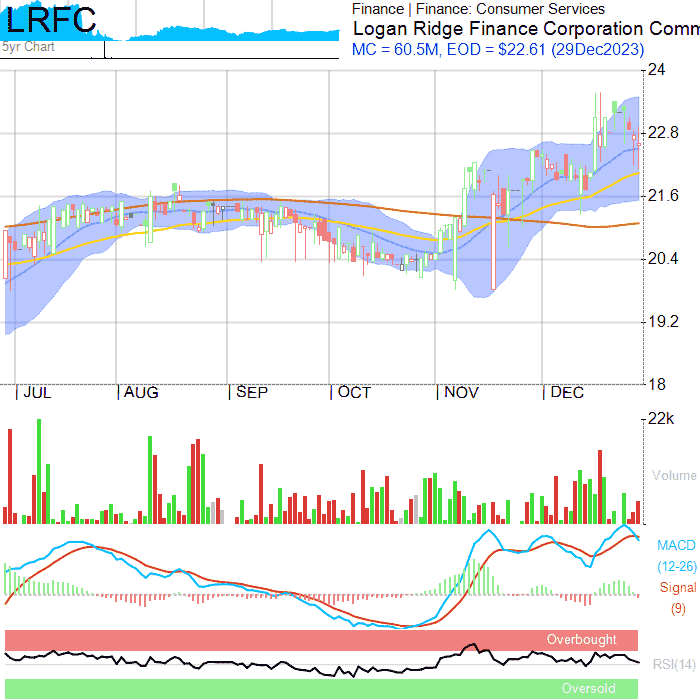 LRFC
5yr Chart
Finance | Finance: Consumer Services
Logan Ridge Finance Corporation Comm
MC = 60.5M, EOD = $22.61 (29Dec2023)
24
22.8
21.6
20.4
19.2
18
JUL AUG SEP OCT NOV DEC
22k
Volume
MACD
(12-26)
Signal
(9)
Overbought
RSI(14)
Oversold